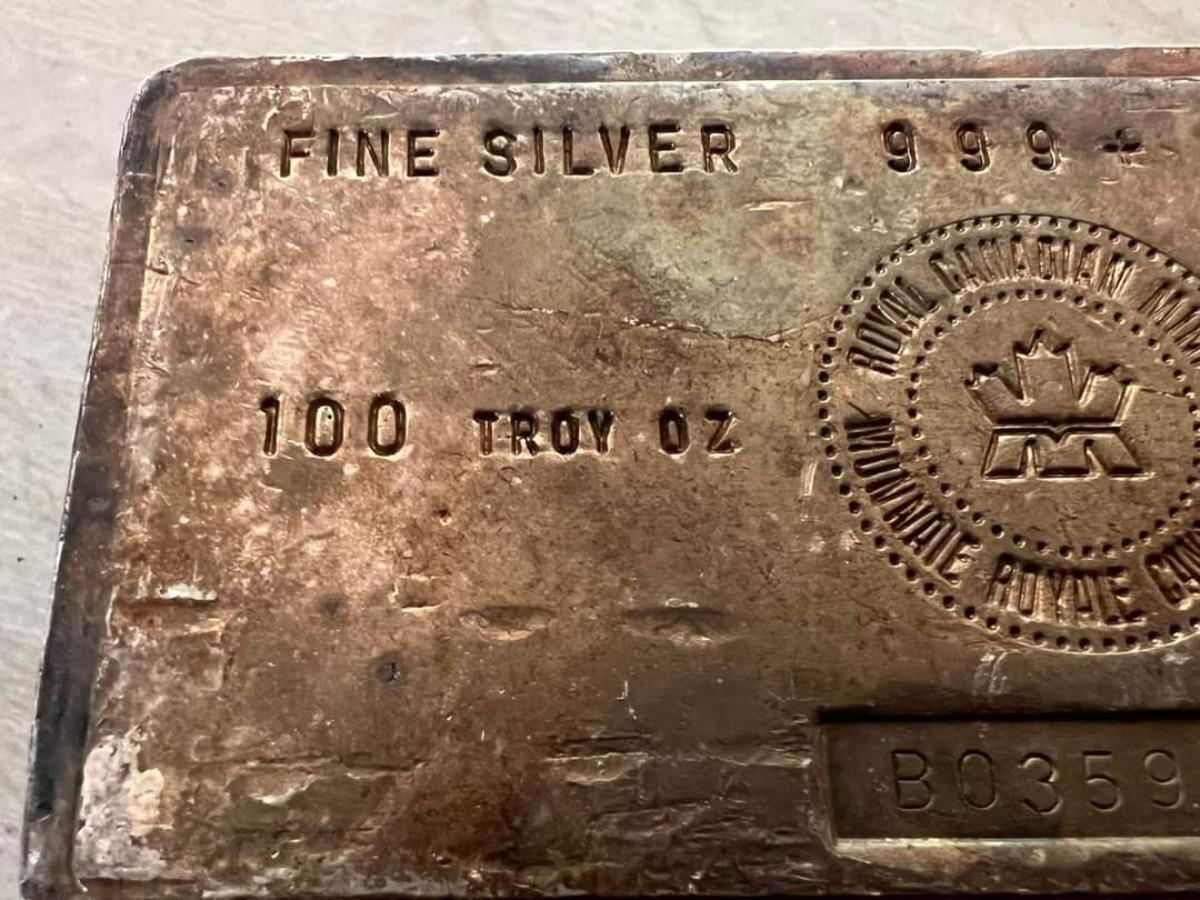 FINE SILVER 999+
100 TROY OZ
ROYAL CANADIAN
MONNAIE ROYALE
B0359